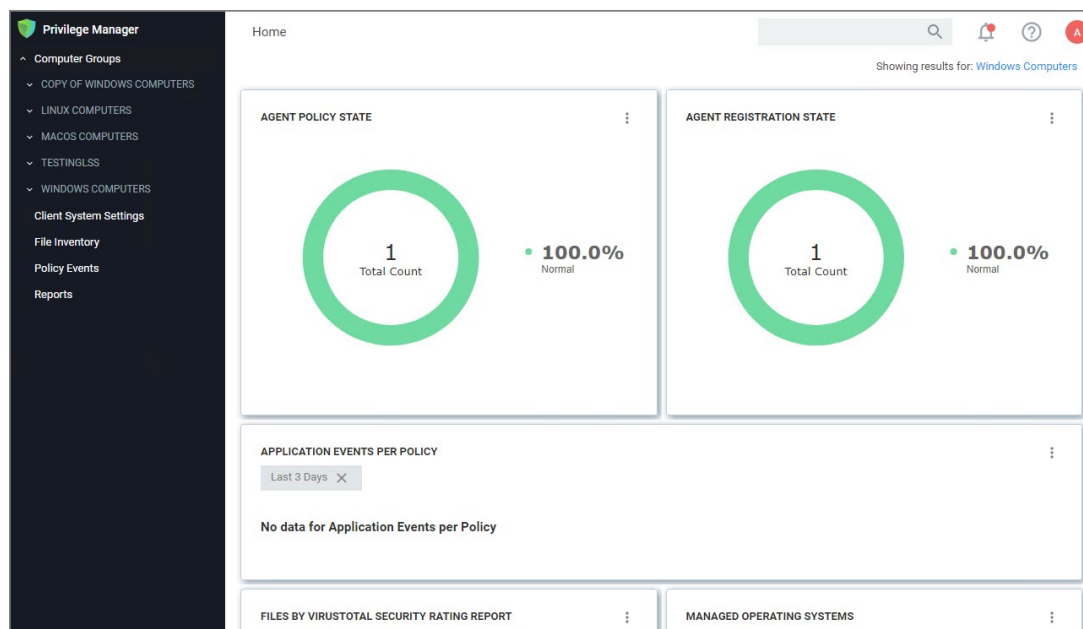 Privilege Manager
Computer Groups
COPY OF WINDOWS COMPUTERS
LINUX COMPUTERS
MACOS COMPUTERS
TESTINGLSS
WINDOWS COMPUTERS
Client System Settings
File Inventory
Policy Events
Reports
Home
A
Showing results for: Windows Computers
AGENT POLICY STATE
1
Total Count
100.0%
Normal
AGENT REGISTRATION STATE
1
Total Count
100.0%
Normal
APPLICATION EVENTS PER POLICY
Last 3 Days
No data for Application Events per Policy
FILES BY VIRUSTOTAL SECURITY RATING REPORT
MANAGED OPERATING SYSTEMS